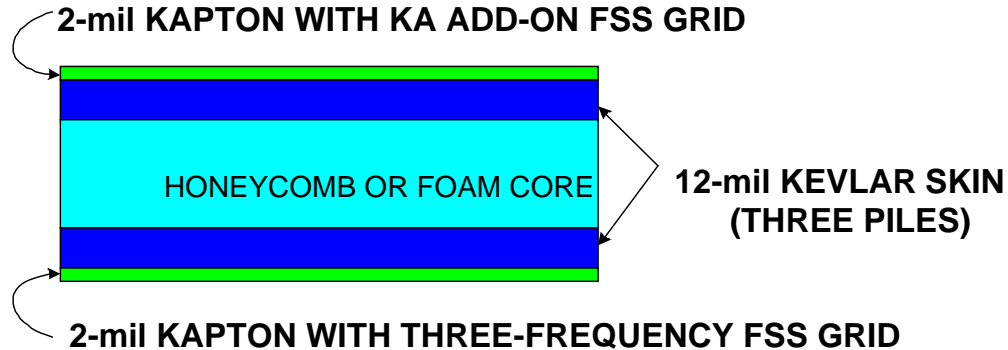 2-mil KAPTON WITH KA ADD-ON FSS GRID
HONEYCOMB OR FOAM CORE
12-mil KEVLAR SKIN
(THREE PILES)
2-mil KAPTON WITH THREE-FREQUENCY FSS GRID